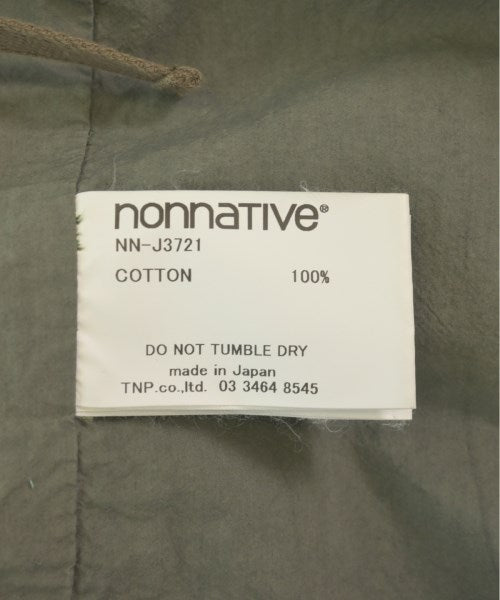 nonnative®
NN-J3721
COTTON 100%
DO NOT TUMBLE DRY
made in Japan
TNP.co.,ltd. 03 3464 8545